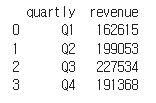 quartly revenue
0 Q1 162615
1 Q2 199053
2 Q3 227534
3 Q4 191368